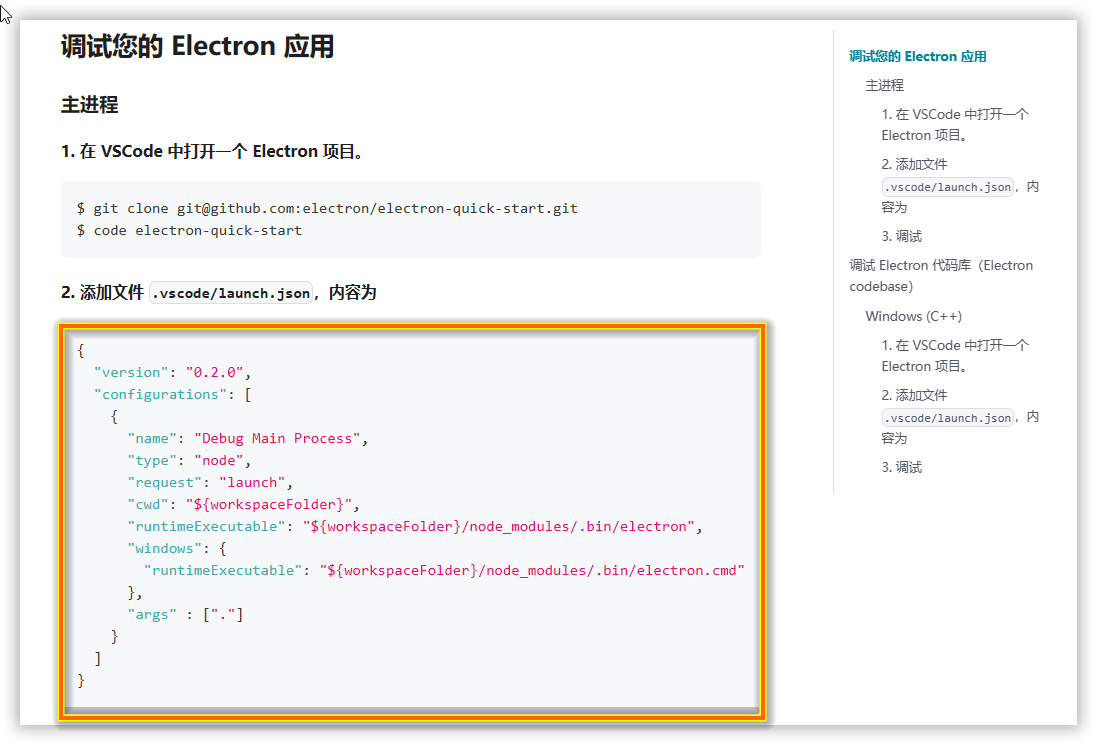 调试您的 Electron 应用
主进程
1. 在 VSCode 中打开一个 Electron 项目。
$ git clone git@github.com:electron/electron-quick-start.git
$ code electron-quick-start
2. 添加文件 .vscode/launch.json，内容为
{
  "version": "0.2.0",
  "configurations": [
    {
      "name": "Debug Main Process",
      "type": "node",
      "request": "launch",
      "cwd": "${workspaceFolder}",
      "runtimeExecutable": "${workspaceFolder}/node_modules/.bin/electron",
      "windows": {
        "runtimeExecutable": "${workspaceFolder}/node_modules/.bin/electron.cmd"
      },
      "args" : ["."]
    }
  ]
}
调试您的 Electron 应用
主进程
1. 在 VSCode 中打开一个
Electron 项目。
2. 添加文件
.vscode/launch.json，内
容为
3. 调试
调试 Electron 代码库（Electron
codebase）
Windows (C++)
1. 在 VSCode 中打开一个
Electron 项目。
2. 添加文件
.vscode/launch.json，内
容为
3. 调试